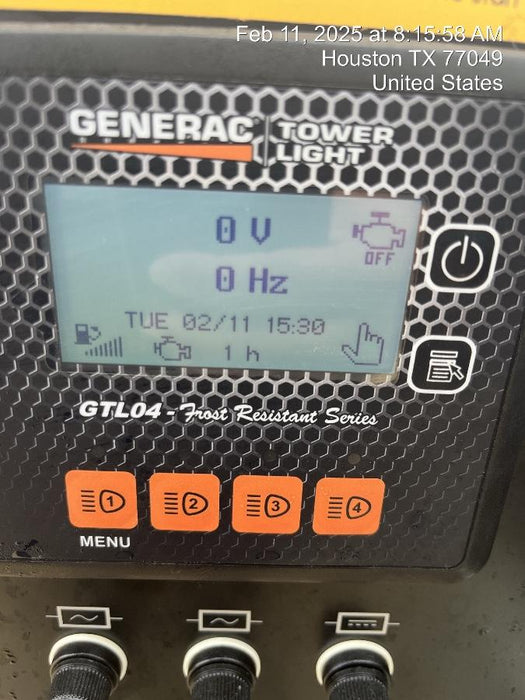 Feb 11, 2025 at 8:15:58 AM
Houston TX 77049
United States
GENERAC TOWER LIGHT
0 V
OFF
0 Hz
TUE 02/11 15:30
1 h
GTL04 - Frost Resistant Series
1 2 3 4
MENU